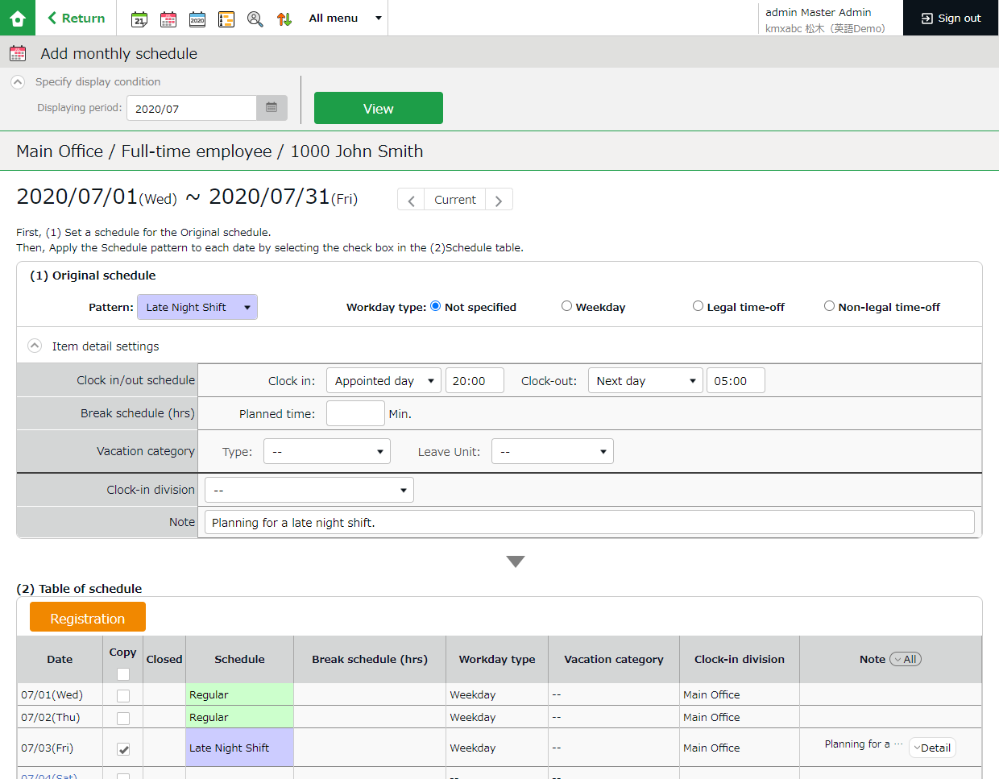 Return
21
2020
All menu
admin Master Admin
kmxabc 松木（英語Demo）
Sign out
Add monthly schedule
Specify display condition
Displaying period: 2020/07
View
Main Office / Full-time employee / 1000 John Smith
2020/07/01(Wed) ~ 2020/07/31(Fri) Current
First, (1) Set a schedule for the Original schedule.
Then, Apply the Schedule pattern to each date by selecting the check box in the (2)Schedule table.
(1) Original schedule
Pattern: Late Night Shift Workday type: Not specified Weekday Legal time-off Non-legal time-off
Item detail settings
Clock in/out schedule Clock in: Appointed day 20:00 Clock-out: Next day 05:00
Break schedule (hrs) Planned time: Min.
Vacation category Type: -- Leave Unit: --
Clock-in division --
Note Planning for a late night shift.
(2) Table of schedule
Registration
Date Copy Closed Schedule Break schedule (hrs) Workday type Vacation category Clock-in division Note All
07/01(Wed) Regular Weekday -- Main Office
07/02(Thu) Regular Weekday -- Main Office
07/03(Fri) Late Night Shift Weekday -- Main Office Planning for a ··· Detail
07/04(Sat) -- --